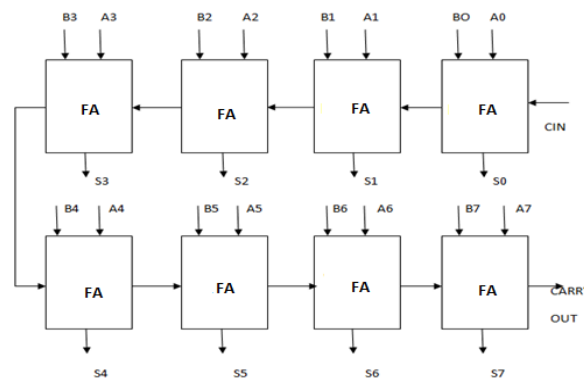 B3 A3 B2 A2 B1 A1 BO A0
FA FA FA FA
CIN
S3 S2 S1 S0
B4 A4 B5 A5 B6 A6 B7 A7
FA FA FA FA
CARRY
OUT
S4 S5 S6 S7